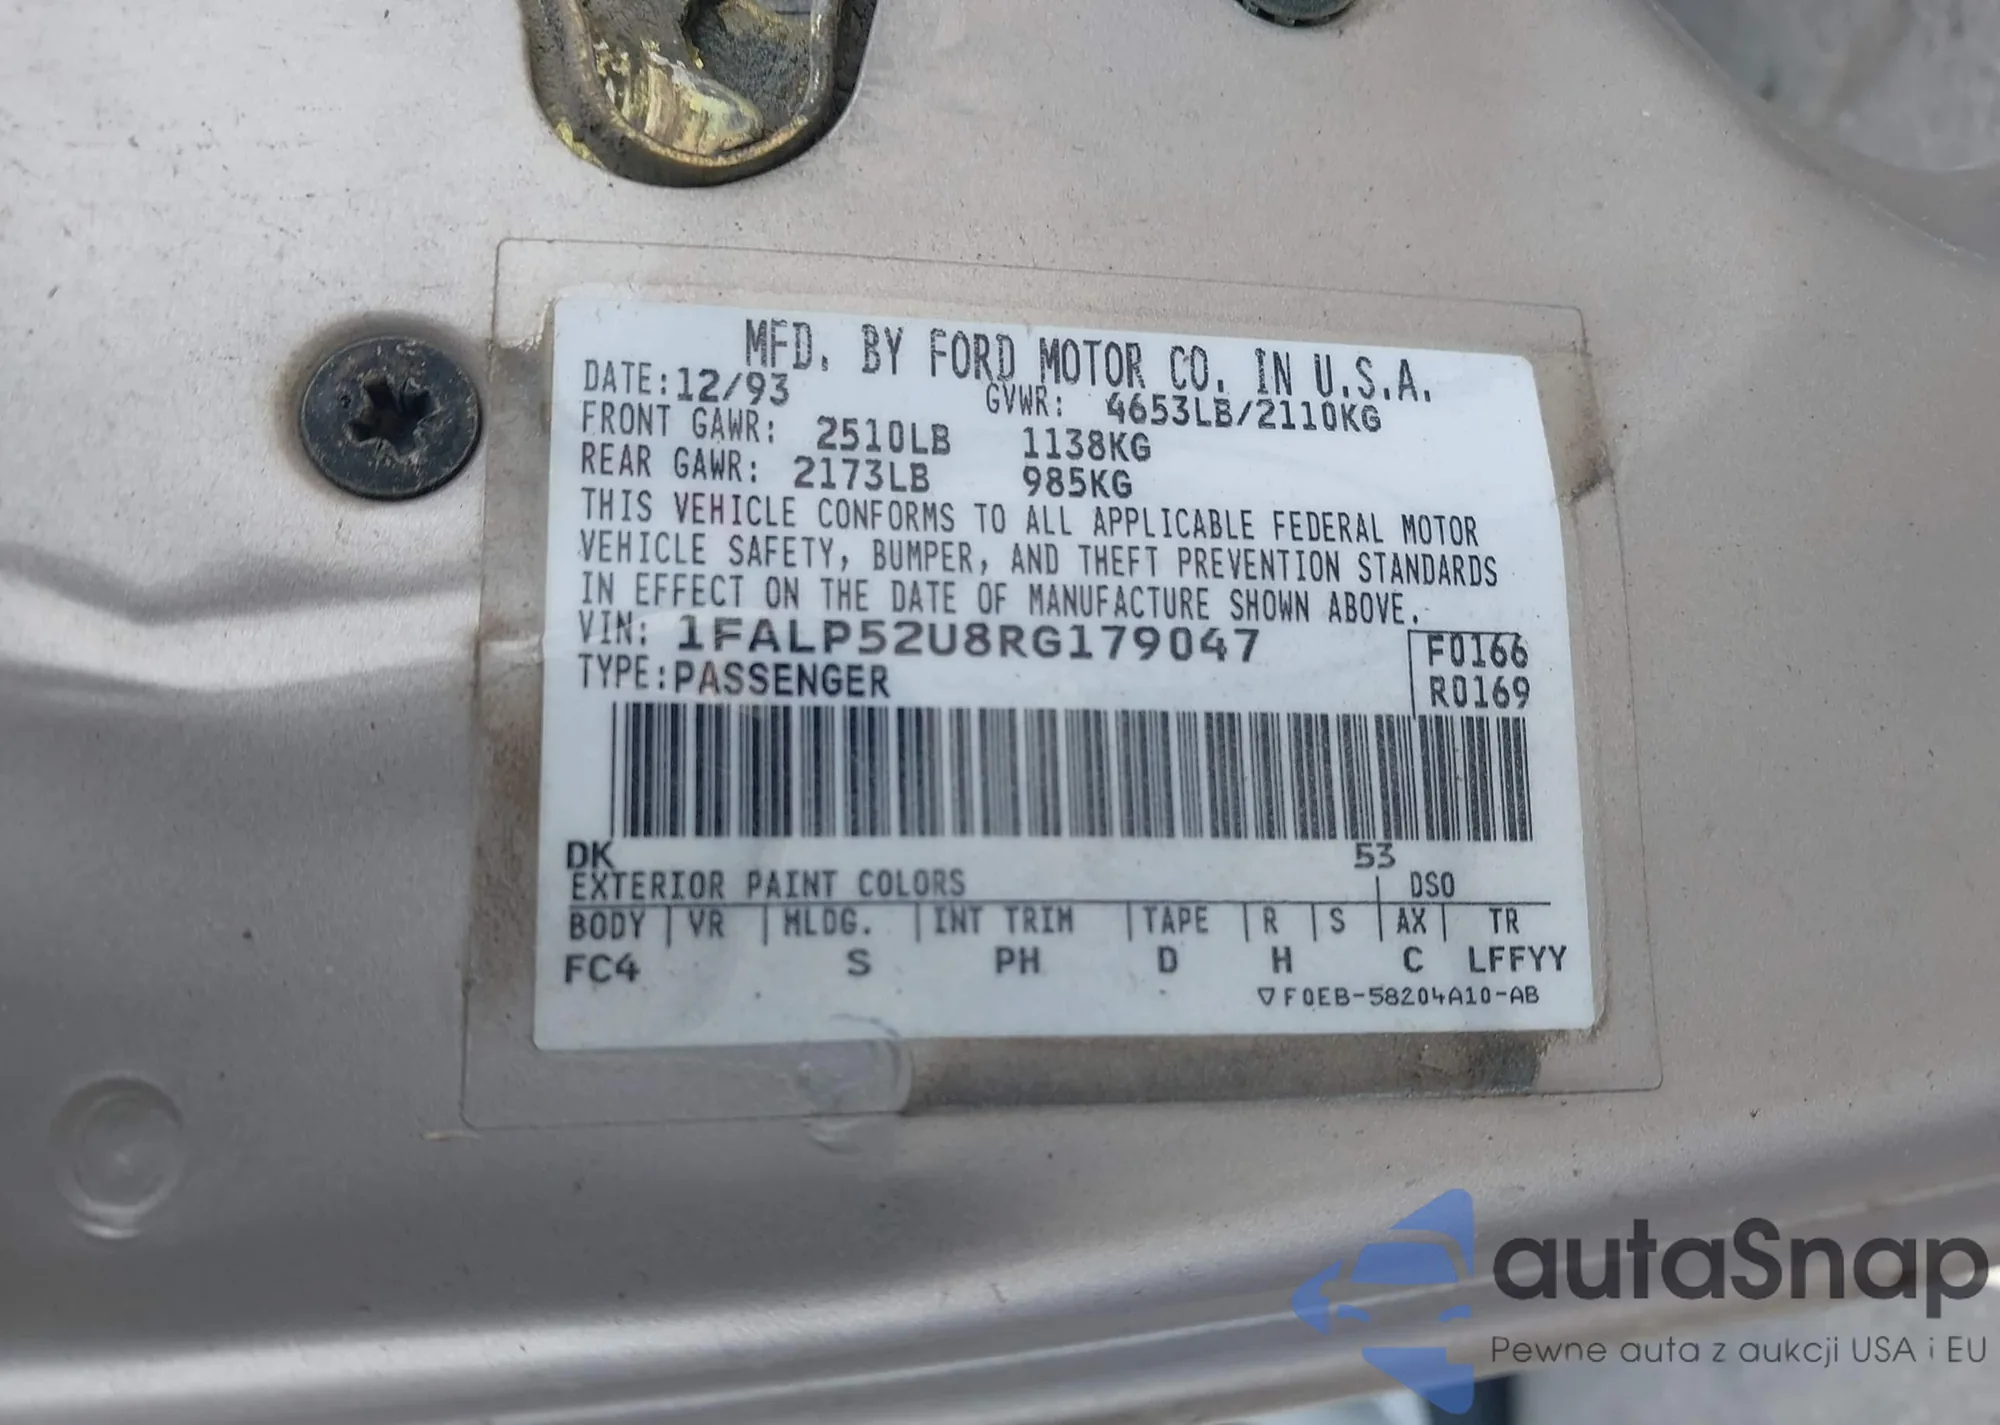 MFD. BY FORD MOTOR CO. IN U.S.A.
DATE:12/93 GVWR: 4653LB/2110KG
FRONT GAWR: 2510LB 1138KG
REAR GAWR: 2173LB 985KG
THIS VEHICLE CONFORMS TO ALL APPLICABLE FEDERAL MOTOR
VEHICLE SAFETY, BUMPER, AND THEFT PREVENTION STANDARDS
IN EFFECT ON THE DATE OF MANUFACTURE SHOWN ABOVE.
VIN: 1FALP52U8RG179047 F0166
TYPE:PASSENGER R0169
DK 53
EXTERIOR PAINT COLORS DSO
BODY VR MLDG. INT TRIM TAPE R S AX TR
FC4 S PH D H C LFFYY
F0EB-58204A10-AB
autaSnap
Pewne auta z aukcji USA i EU